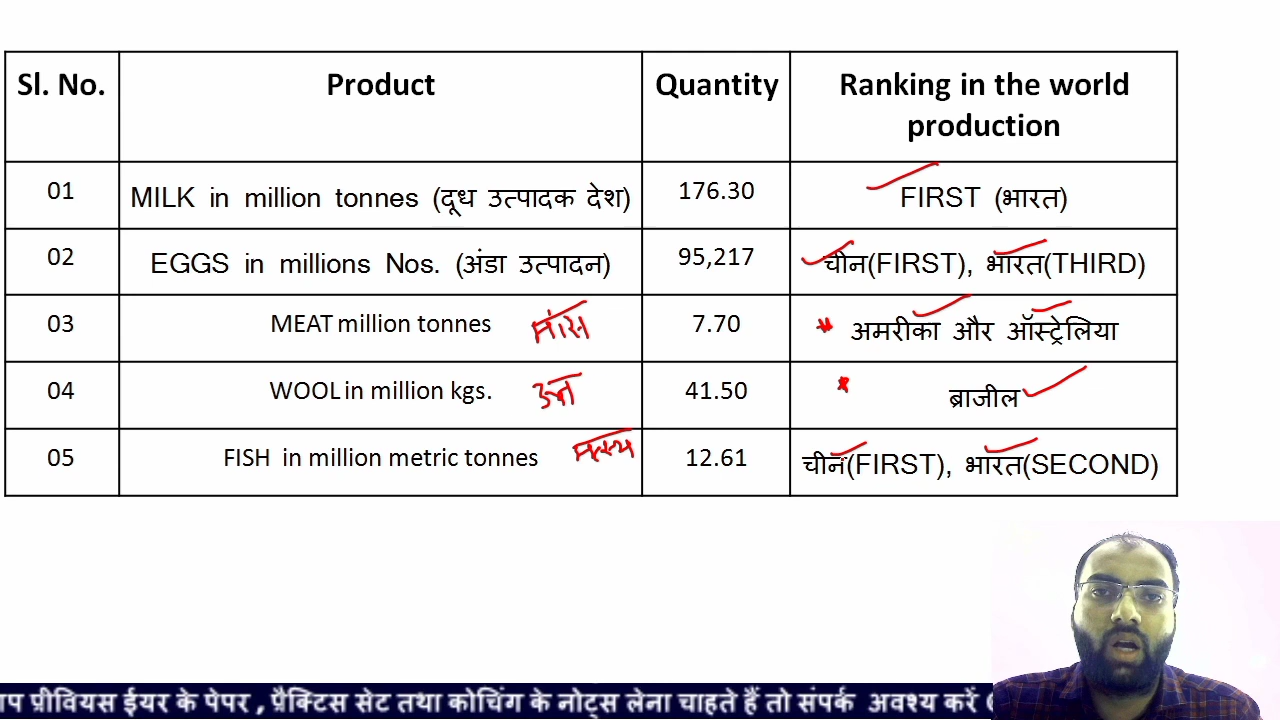 Sl. No. Product Quantity Ranking in the world
production
01 MILK in million tonnes (दूध उत्पादक देश) 176.30 FIRST (भारत)
02 EGGS in millions Nos. (अंडा उत्पादन) 95,217 चीन(FIRST), भारत(THIRD)
03 MEAT million tonnes मांस 7.70 * अमरीका और ऑस्ट्रेलिया
04 WOOL in million kgs. ऊन 41.50 * ब्राजील
05 FISH in million metric tonnes मत्स्य 12.61 चीन(FIRST), भारत(SECOND)
प प्रीवियस ईयर के पेपर , प्रैक्टिस सेट तथा कोचिंग के नोट्स लेना चाहते हैं तो संपर्क अवश्य करें (